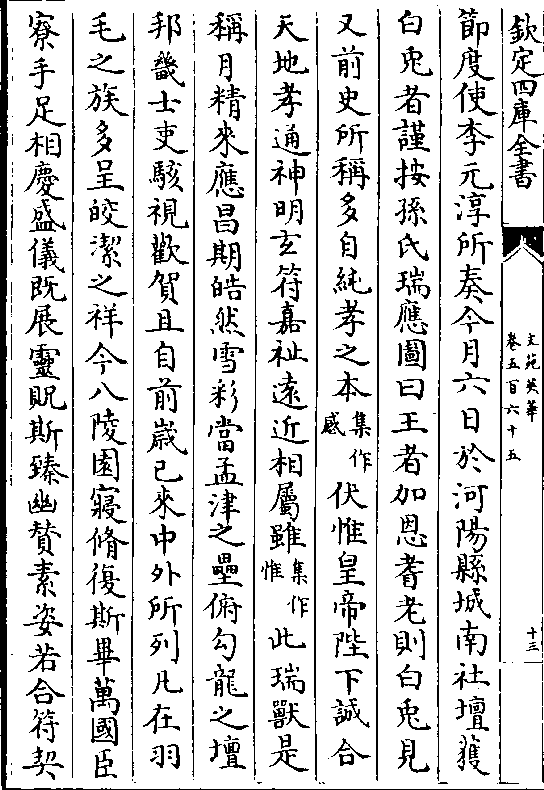 欽定四庫全書
文苑英華
卷五百六十五
十三
節度使李元淳所奏今月六日於河陽縣城南社壇獲
白兎者謹按孫氏瑞應圖曰王者加恩耆老則白兎見
又前史所稱多自純孝之本集作感伏惟皇帝陛下誠合
天地孝通神明玄符嘉祉遠近相屬雖集作惟此瑞獸是
稱月精來應昌期皓然雪彩當孟津之壘俯勾龍之壇
邦畿士吏駭視歡賀且自前歲已來中外所列凡在羽
毛之族多呈皎潔之祥今八陵園寢脩復斯畢萬國臣
寮手足相慶盛儀既展靈貺斯臻幽贊素姿若合符契